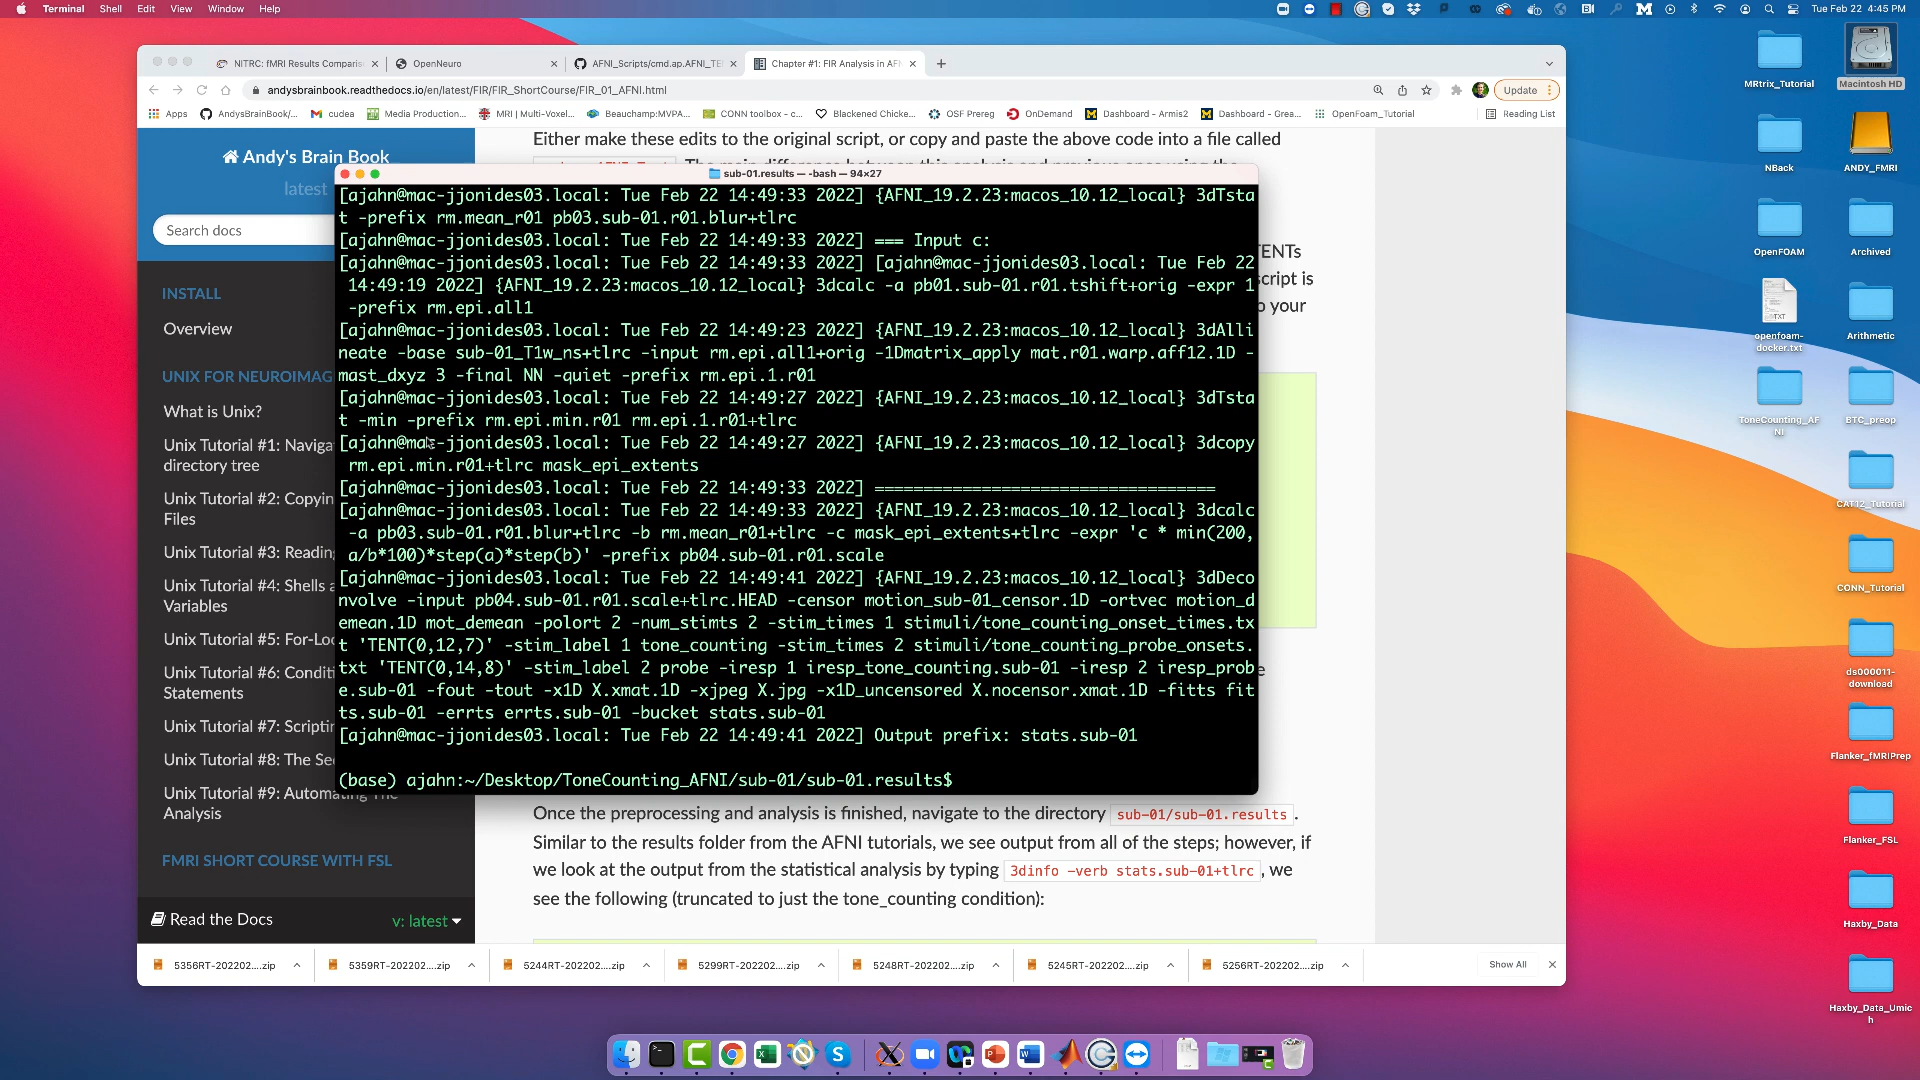 Terminal Shell Edit View Window Help
Tue Feb 22 4:45 PM
NITRC: fMRI Results Comparis
OpenNeuro
AFNI_Scripts/cmd.ap.AFNI_TE
Chapter #1: FIR Analysis in AFN
andysbrainbook.readthedocs.io/en/latest/FIR/FIR_ShortCourse/FIR_01_AFNI.html
Update
Apps
AndysBrainBook/...
cudea
Media Production...
MRI | Multi-Voxel...
Beauchamp:MVPA...
CONN toolbox - c...
Blackened Chicke...
OSF Prereg
OnDemand
Dashboard - Armis2
Dashboard - Grea...
OpenFoam_Tutorial
Reading List
Andy's Brain Book
latest
Search docs
INSTALL
Overview
UNIX FOR NEUROIMAG
What is Unix?
Unix Tutorial #1: Naviga
directory tree
Unix Tutorial #2: Copyin
Files
Unix Tutorial #3: Reading
Unix Tutorial #4: Shells a
Variables
Unix Tutorial #5: For-Loo
Unix Tutorial #6: Conditi
Statements
Unix Tutorial #7: Scriptin
Unix Tutorial #8: The Se
Unix Tutorial #9: Automating The
Analysis
FMRI SHORT COURSE WITH FSL
Read the Docs
v: latest
Either make these edits to the original script, or copy and paste the above code into a file called
TENTs
cript is
o your
sub-01.results — -bash — 94×27
[ajahn@mac-jjonides03.local: Tue Feb 22 14:49:33 2022] {AFNI_19.2.23:macos_10.12_local} 3dTsta
t -prefix rm.mean_r01 pb03.sub-01.r01.blur+tlrc
[ajahn@mac-jjonides03.local: Tue Feb 22 14:49:33 2022] === Input c:
[ajahn@mac-jjonides03.local: Tue Feb 22 14:49:33 2022] [ajahn@mac-jjonides03.local: Tue Feb 22
14:49:19 2022] {AFNI_19.2.23:macos_10.12_local} 3dcalc -a pb01.sub-01.r01.tshift+orig -expr 1
-prefix rm.epi.all1
[ajahn@mac-jjonides03.local: Tue Feb 22 14:49:23 2022] {AFNI_19.2.23:macos_10.12_local} 3dAlli
neate -base sub-01_T1w_ns+tlrc -input rm.epi.all1+orig -1Dmatrix_apply mat.r01.warp.aff12.1D -
mast_dxyz 3 -final NN -quiet -prefix rm.epi.1.r01
[ajahn@mac-jjonides03.local: Tue Feb 22 14:49:27 2022] {AFNI_19.2.23:macos_10.12_local} 3dTsta
t -min -prefix rm.epi.min.r01 rm.epi.1.r01+tlrc
[ajahn@mac-jjonides03.local: Tue Feb 22 14:49:27 2022] {AFNI_19.2.23:macos_10.12_local} 3dcopy
rm.epi.min.r01+tlrc mask_epi_extents
[ajahn@mac-jjonides03.local: Tue Feb 22 14:49:33 2022] ===================================
[ajahn@mac-jjonides03.local: Tue Feb 22 14:49:33 2022] {AFNI_19.2.23:macos_10.12_local} 3dcalc
-a pb03.sub-01.r01.blur+tlrc -b rm.mean_r01+tlrc -c mask_epi_extents+tlrc -expr 'c * min(200,
a/b*100)*step(a)*step(b)' -prefix pb04.sub-01.r01.scale
[ajahn@mac-jjonides03.local: Tue Feb 22 14:49:41 2022] {AFNI_19.2.23:macos_10.12_local} 3dDeco
nvolve -input pb04.sub-01.r01.scale+tlrc.HEAD -censor motion_sub-01_censor.1D -ortvec motion_d
emean.1D mot_demean -polort 2 -num_stimts 2 -stim_times 1 stimuli/tone_counting_onset_times.tx
t 'TENT(0,12,7)' -stim_label 1 tone_counting -stim_times 2 stimuli/tone_counting_probe_onsets.
txt 'TENT(0,14,8)' -stim_label 2 probe -iresp 1 iresp_tone_counting.sub-01 -iresp 2 iresp_prob
e.sub-01 -fout -tout -x1D X.xmat.1D -xjpeg X.jpg -x1D_uncensored X.nocensor.xmat.1D -fitts fit
ts.sub-01 -errts errts.sub-01 -bucket stats.sub-01
[ajahn@mac-jjonides03.local: Tue Feb 22 14:49:41 2022] Output prefix: stats.sub-01
(base) ajahn:~/Desktop/ToneCounting_AFNI/sub-01/sub-01.results$
Once the preprocessing and analysis is finished, navigate to the directory sub-01/sub-01.results .
Similar to the results folder from the AFNI tutorials, we see output from all of the steps; however, if
we look at the output from the statistical analysis by typing 3dinfo -verb stats.sub-01+tlrc , we
see the following (truncated to just the tone_counting condition):
5356RT-202202....zip
5359RT-202202....zip
5244RT-202202....zip
5299RT-202202....zip
5248RT-202202....zip
5245RT-202202....zip
5256RT-202202....zip
Show All
MRtrix_Tutorial
Macintosh HD
NBack
ANDY_FMRI
OpenFOAM
Archived
openfoam-
docker.txt
Arithmetic
ToneCounting_AF
NI
BTC_preop
CAT12_Tutorial
CONN_Tutorial
ds000011-
download
Flanker_fMRIPrep
Flanker_FSL
Haxby_Data
Haxby_Data_Umic
h